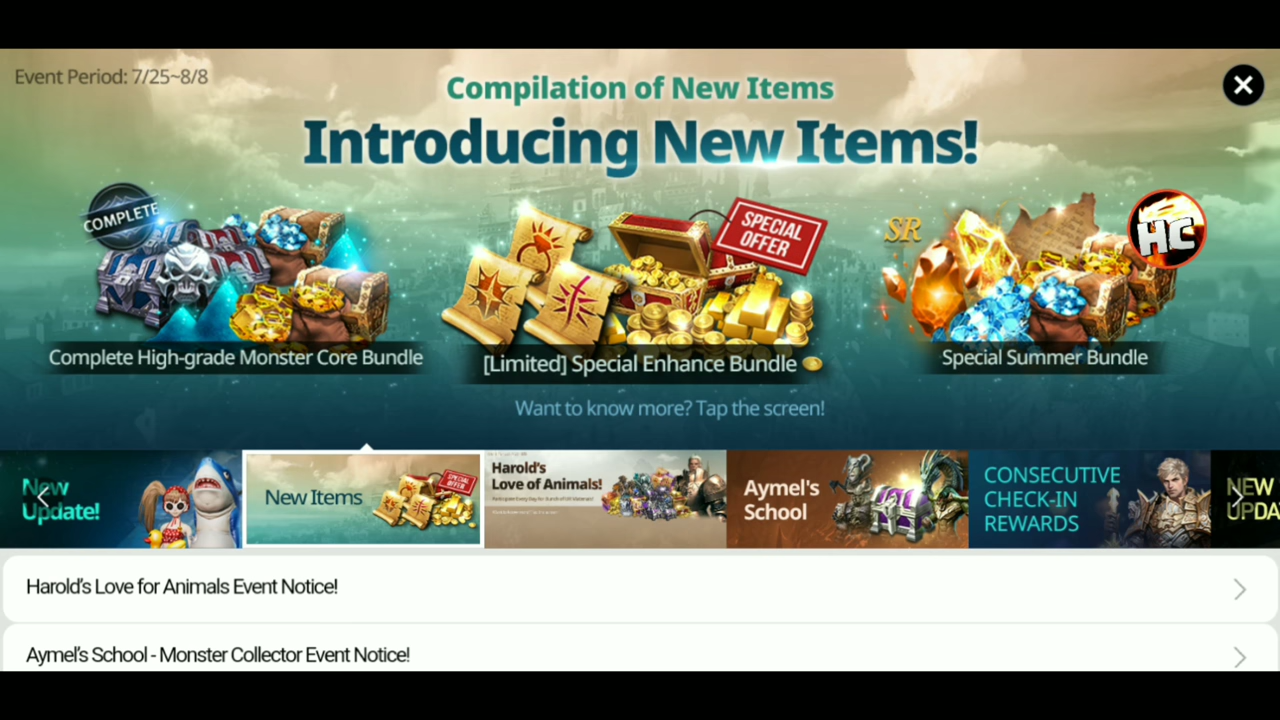 Event Period: 7/25~8/8
Compilation of New Items
Introducing New Items!
COMPLETE
SPECIAL
OFFER
SR
HC
Complete High-grade Monster Core Bundle
[Limited] Special Enhance Bundle
Special Summer Bundle
Want to know more? Tap the screen!
New
Update!
New Items
SPECIAL
OFFER
Harold's
Love of Animals!
Aymel's
School
CONSECUTIVE
CHECK-IN
REWARDS
NEW
UPDA
Harold's Love for Animals Event Notice!
Aymel's School - Monster Collector Event Notice!